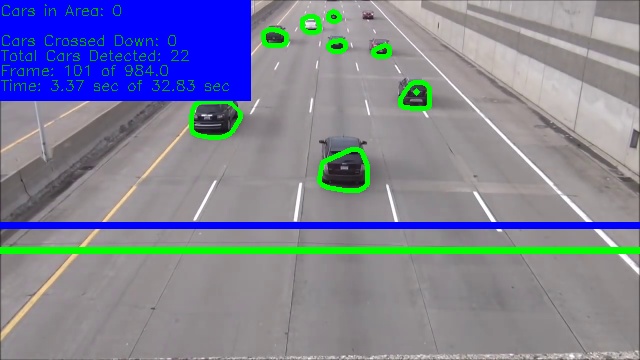 Cars in Area: 0
Cars Crossed Down: 0
Total Cars Detected: 22
Frame: 101 of 984.0
Time: 3.37 sec of 32.83 sec